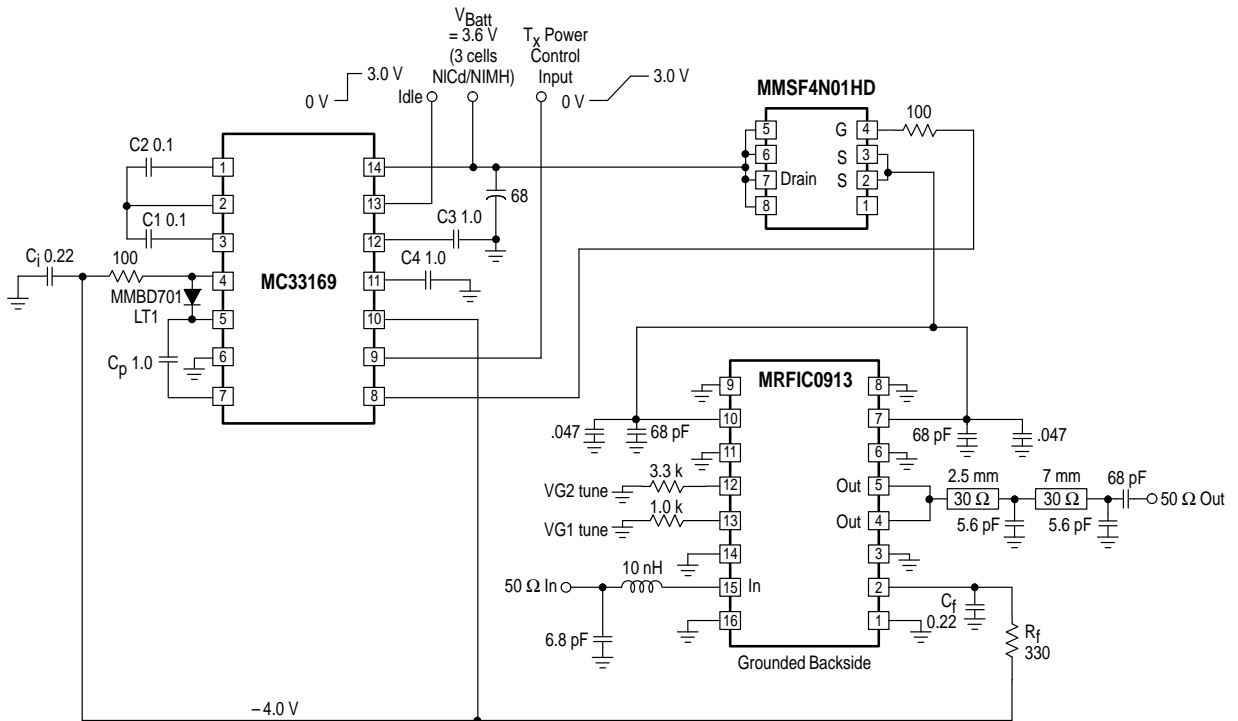 VBatt
= 3.6 V
(3 cells
NICd/NIMH)
Tx Power
Control
Input
3.0 V
0 V
Idle
0 V
3.0 V
MMSF4N01HD
100
5
6
7
8
Drain
G
S
S
4
3
2
1
C2 0.1
C1 0.1
Ci 0.22
100
MMBD701
LT1
Cp 1.0
1
2
3
4
5
6
7
MC33169
14
13
12
11
10
9
8
68
C3 1.0
C4 1.0
MRFIC0913
9
10
11
12
13
14
15
16
In
8
7
6
5
4
3
2
1
Out
Out
.047
68 pF
3.3 k
VG2 tune
1.0 k
VG1 tune
10 nH
50 Ω In
6.8 pF
68 pF
.047
2.5 mm
30 Ω
7 mm
30 Ω
68 pF
50 Ω Out
5.6 pF
5.6 pF
Cf
0.22
Rf
330
Grounded Backside
–4.0 V